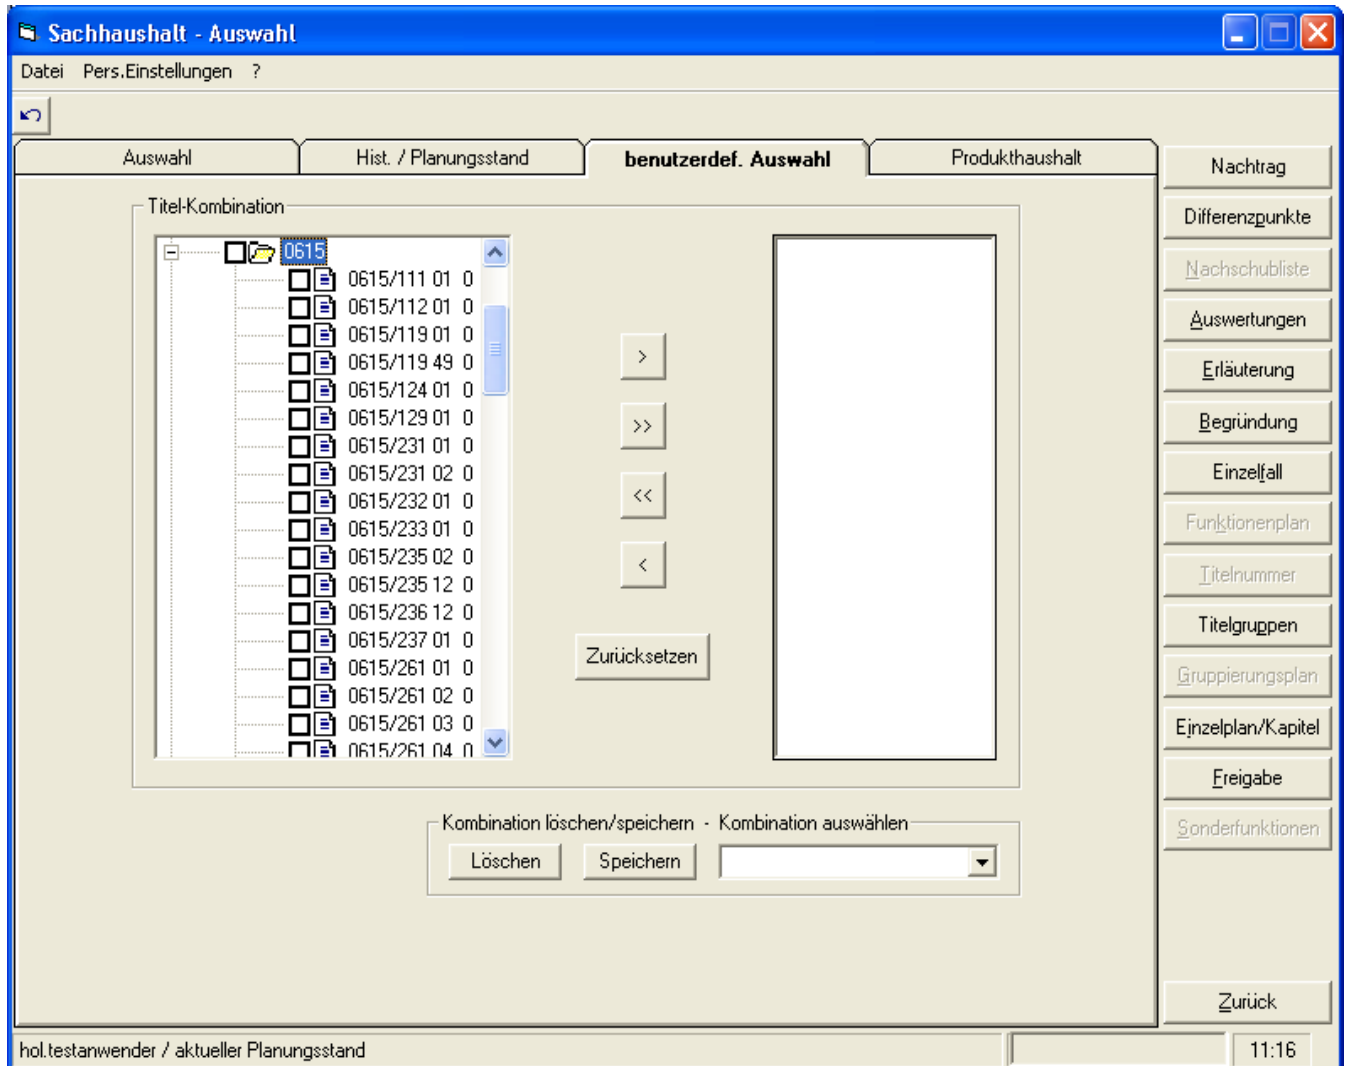 Sachhaushalt - Auswahl
Datei Pers.Einstellungen ?
Auswahl
Hist. / Planungsstand
benutzerdef. Auswahl
Produkthaushalt
Titel-Kombination
0615
0615/111 01 0
0615/112 01 0
0615/119 01 0
0615/119 49 0
0615/124 01 0
0615/129 01 0
0615/231 01 0
0615/231 02 0
0615/232 01 0
0615/233 01 0
0615/235 02 0
0615/235 12 0
0615/236 12 0
0615/237 01 0
0615/261 01 0
0615/261 02 0
0615/261 03 0
0615/261 04 0
>
>>
<<
<
Zurücksetzen
Kombination löschen/speichern - Kombination auswählen
Löschen
Speichern
Nachtrag
Differenzpunkte
Nachschubliste
Auswertungen
Erläuterung
Begründung
Einzelfall
Funktionenplan
Titelnummer
Titelgruppen
Gruppierungsplan
Einzelplan/Kapitel
Freigabe
Sonderfunktionen
Zurück
hol.testanwender / aktueller Planungsstand
11:16